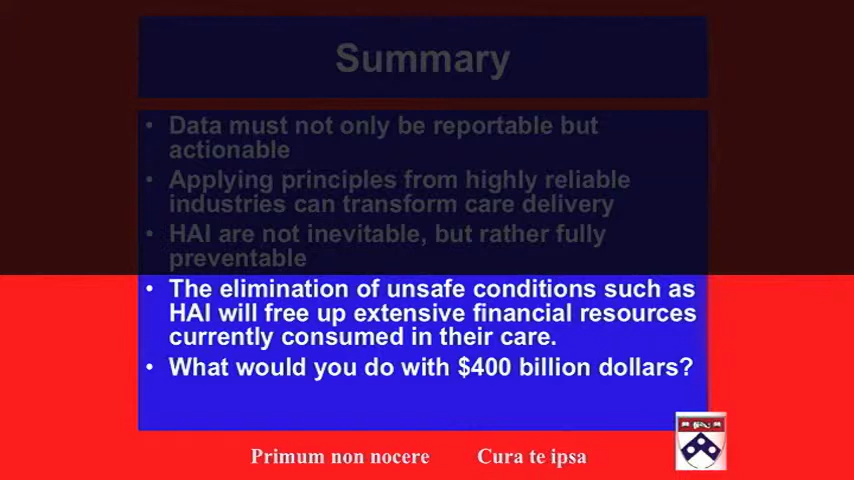 Summary
• Data must not only be reportable but
actionable
• Applying principles from highly reliable
industries can transform care delivery
• HAI are not inevitable, but rather fully
preventable
• The elimination of unsafe conditions such as
HAI will free up extensive financial resources
currently consumed in their care.
• What would you do with $400 billion dollars?
Primum non nocere Cura te ipsa